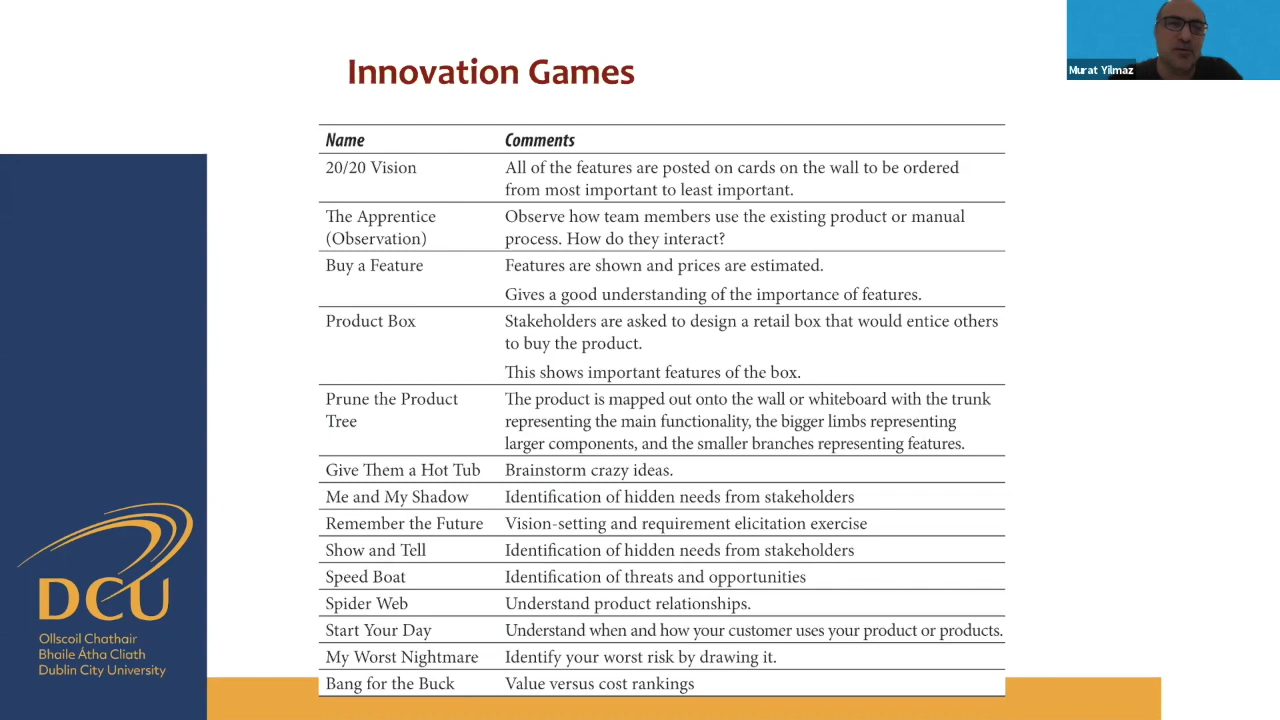 Innovation Games
Murat Yilmaz
Name Comments
20/20 Vision All of the features are posted on cards on the wall to be ordered
from most important to least important.
The Apprentice Observe how team members use the existing product or manual
(Observation) process. How do they interact?
Buy a Feature Features are shown and prices are estimated.
Gives a good understanding of the importance of features.
Product Box Stakeholders are asked to design a retail box that would entice others
to buy the product.
This shows important features of the box.
Prune the Product The product is mapped out onto the wall or whiteboard with the trunk
Tree representing the main functionality, the bigger limbs representing
larger components, and the smaller branches representing features.
Give Them a Hot Tub Brainstorm crazy ideas.
Me and My Shadow Identification of hidden needs from stakeholders
Remember the Future Vision-setting and requirement elicitation exercise
Show and Tell Identification of hidden needs from stakeholders
Speed Boat Identification of threats and opportunities
Spider Web Understand product relationships.
Start Your Day Understand when and how your customer uses your product or products.
My Worst Nightmare Identify your worst risk by drawing it.
Bang for the Buck Value versus cost rankings
DCU
Ollscoil Chathair
Bhaile Átha Cliath
Dublin City University